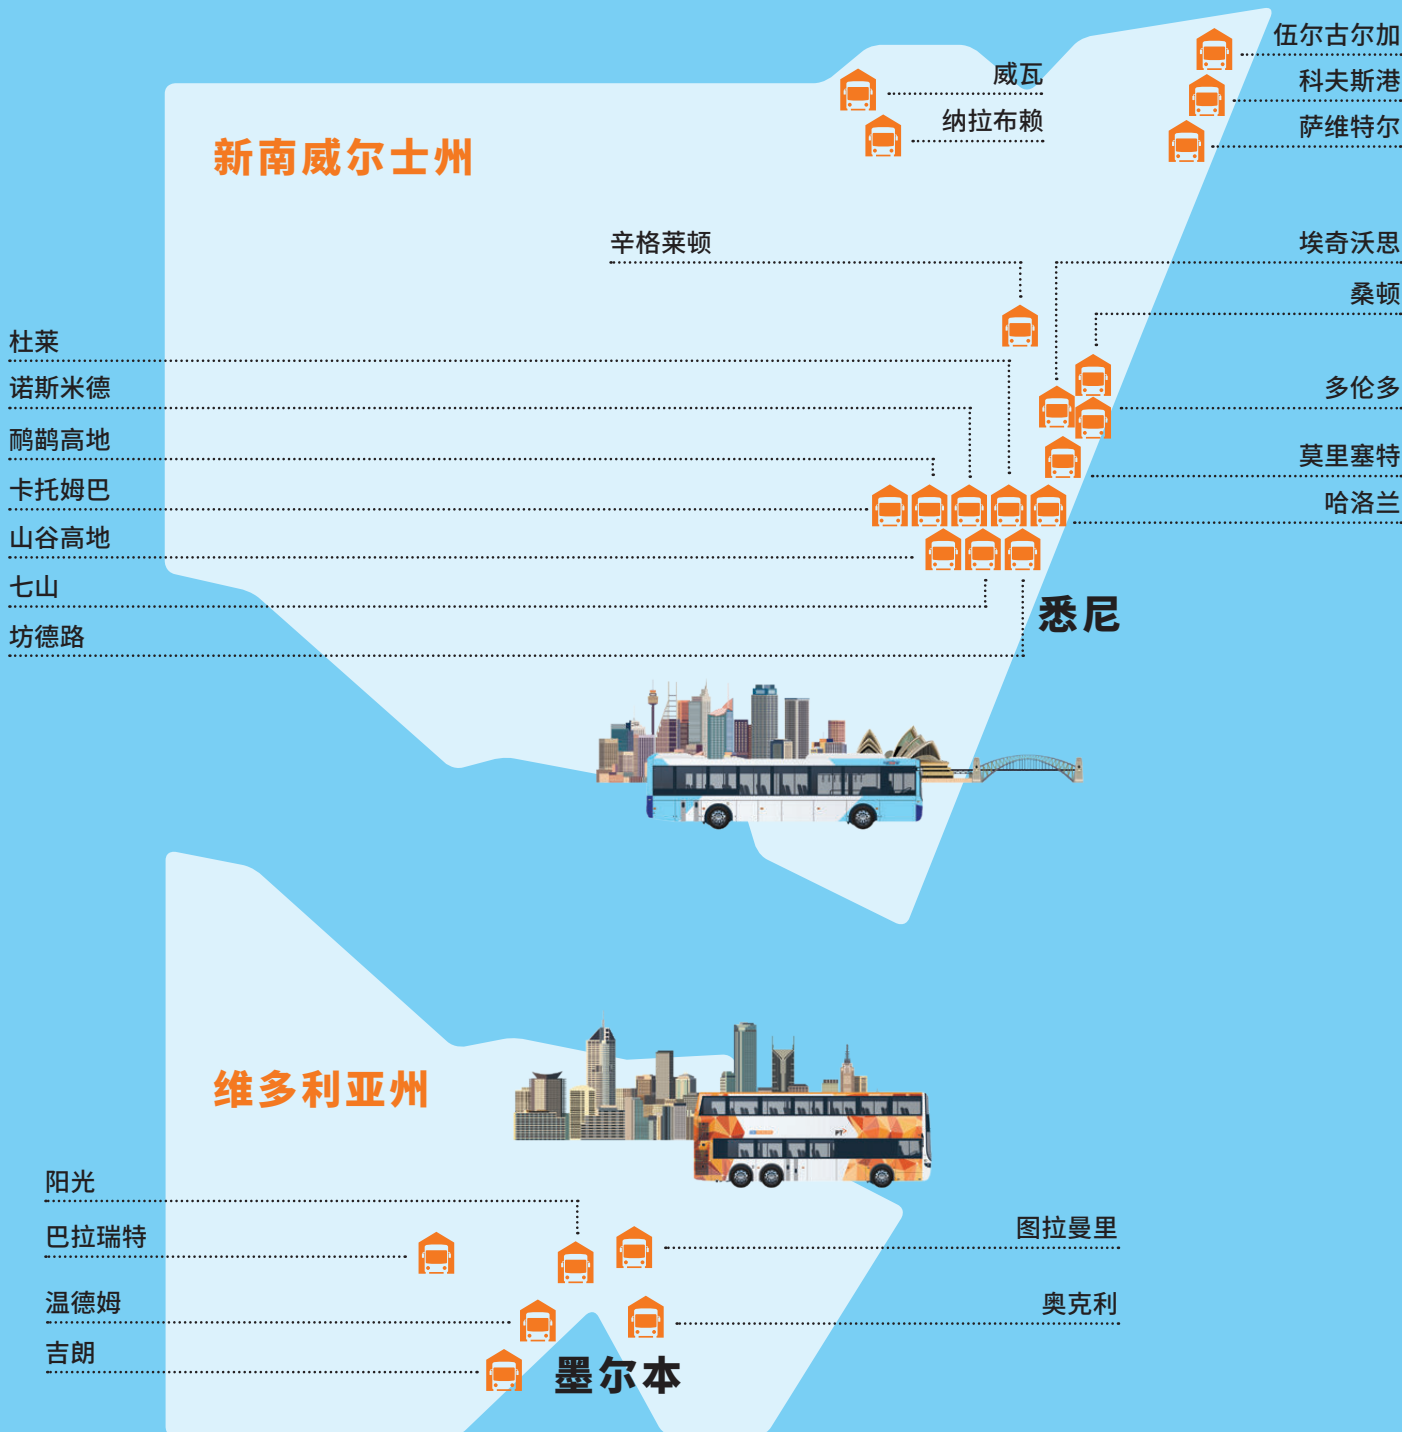 伍尔古尔加
威瓦
科夫斯港
纳拉布赖
萨维特尔
新南威尔士州
辛格莱顿
埃奇沃思
桑顿
杜莱
诺斯米德
多伦多
鸸鹋高地
莫里塞特
卡托姆巴
哈洛兰
山谷高地
七山
悉尼
坊德路
维多利亚州
阳光
图拉曼里
巴拉瑞特
温德姆
奥克利
吉朗
墨尔本